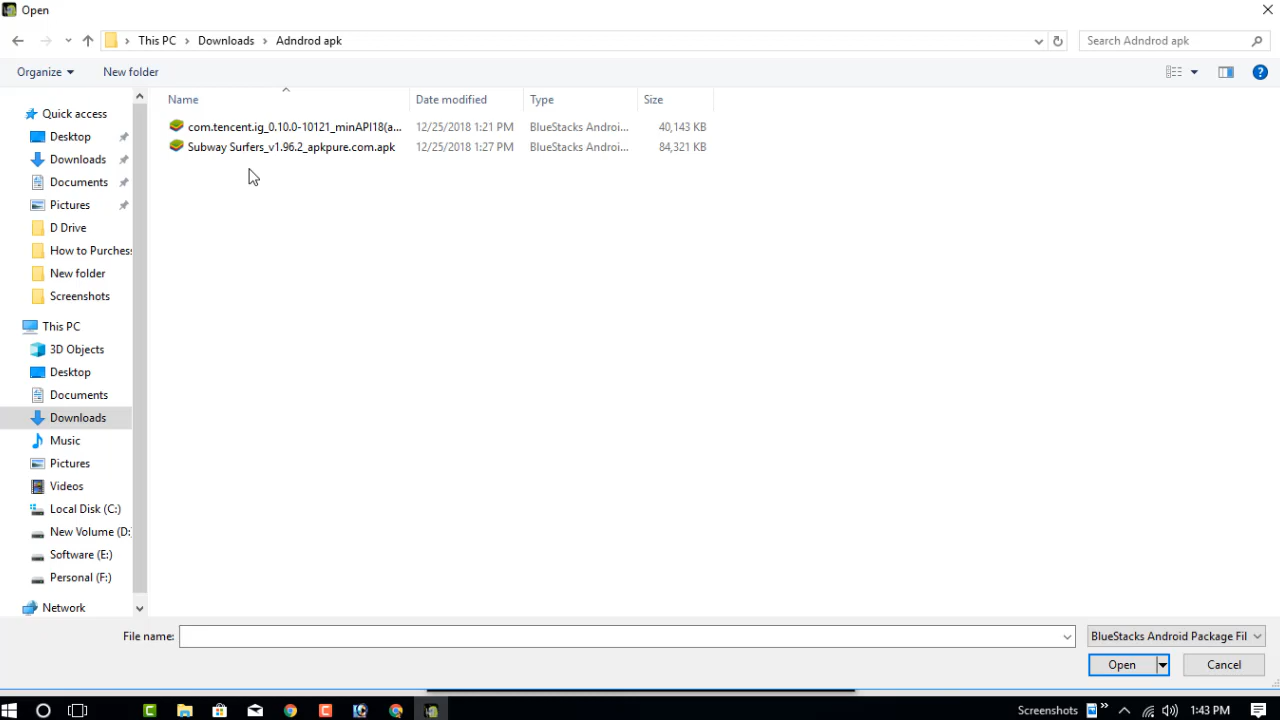 Open
This PC > Downloads > Adndrod apk
Search Adndrod apk
Organize
New folder
Name Date modified Type Size
com.tencent.ig_0.10.0-10121_minAPI18(a... 12/25/2018 1:21 PM BlueStacks Androi... 40,143 KB
Subway Surfers_v1.96.2_apkpure.com.apk 12/25/2018 1:27 PM BlueStacks Androi... 84,321 KB
Quick access
Desktop
Downloads
Documents
Pictures
D Drive
How to Purches
New folder
Screenshots
This PC
3D Objects
Desktop
Documents
Downloads
Music
Pictures
Videos
Local Disk (C:)
New Volume (D:
Software (E:)
Personal (F:)
Network
File name:
BlueStacks Android Package Fil
Open
Cancel
Screenshots
1:43 PM